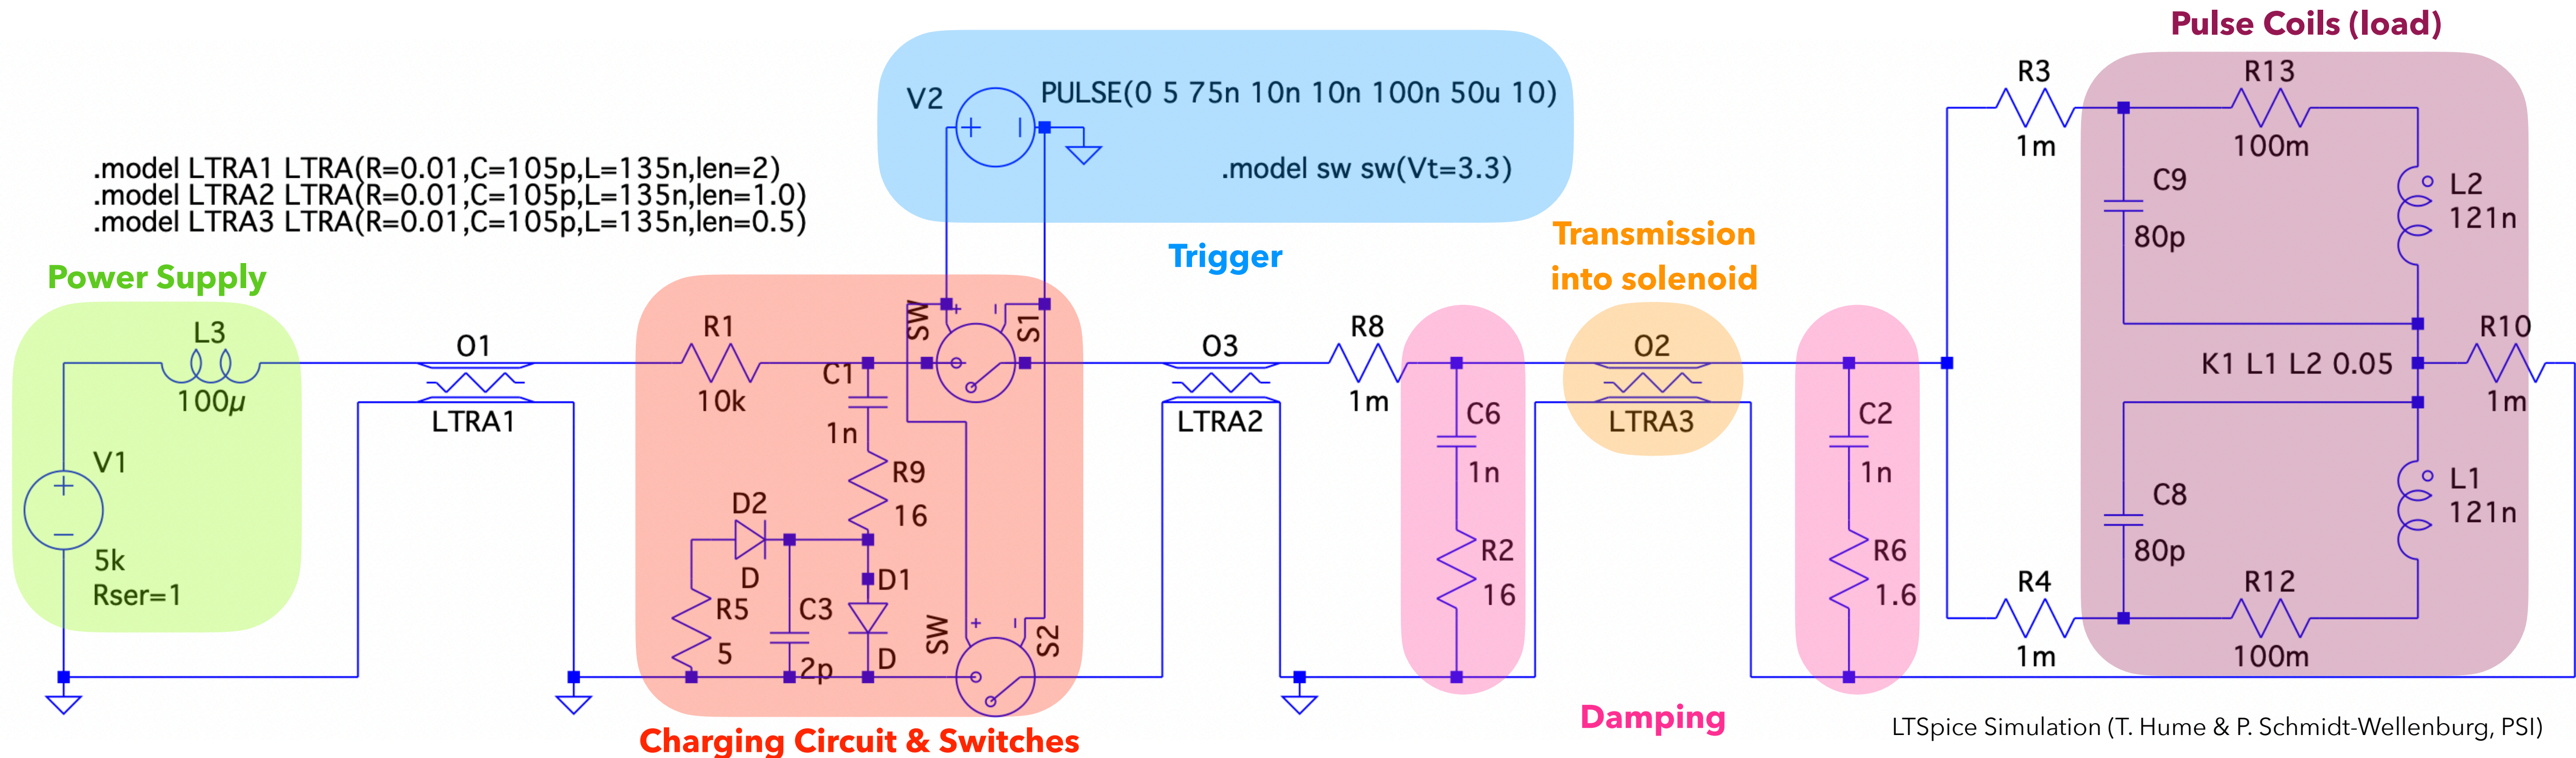 Pulse Coils (load)
V2
PULSE(0 5 75n 10n 10n 100n 50u 10)
.model sw sw(Vt=3.3)
Trigger
.model LTRA1 LTRA(R=0.01,C=105p,L=135n,len=2)
.model LTRA2 LTRA(R=0.01,C=105p,L=135n,len=1.0)
.model LTRA3 LTRA(R=0.01,C=105p,L=135n,len=0.5)
Power Supply
L3
100µ
V1
5k
Rser=1
O1
LTRA1
R1
10k
C1
1n
R9
16
D2
D
R5
5
C3
2p
D1
D
SW
S1
SW
S2
Charging Circuit & Switches
O3
LTRA2
R8
1m
C6
1n
R2
16
Transmission
into solenoid
O2
LTRA3
C2
1n
R6
1.6
Damping
R3
1m
R13
100m
C9
80p
L2
121n
K1 L1 L2 0.05
R10
1m
C8
80p
L1
121n
R4
1m
R12
100m
LTSpice Simulation (T. Hume & P. Schmidt-Wellenburg, PSI)